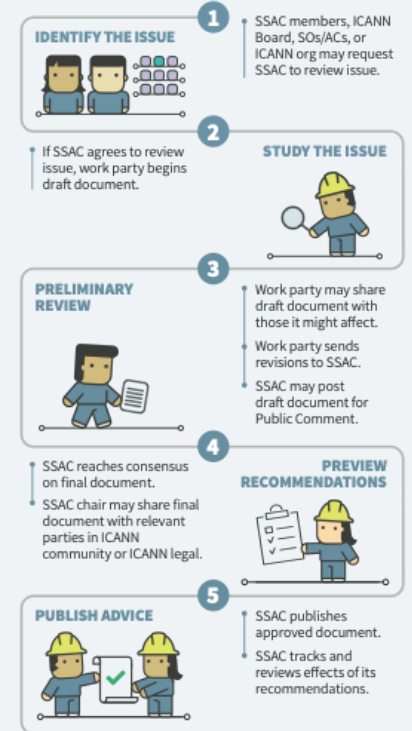 1
IDENTIFY THE ISSUE
SSAC members, ICANN
Board, SOs/ACs, or
ICANN org may request
SSAC to review issue.
2
If SSAC agrees to review
issue, work party begins
draft document.
STUDY THE ISSUE
3
PRELIMINARY
REVIEW
Work party may share
draft document with
those it might affect.
Work party sends
revisions to SSAC.
SSAC may post
draft document for
Public Comment.
4
SSAC reaches consensus
on final document.
SSAC chair may share final
document with relevant
parties in ICANN
community or ICANN legal.
PREVIEW
RECOMMENDATIONS
5
PUBLISH ADVICE
SSAC publishes
approved document.
SSAC tracks and
reviews effects of its
recommendations.